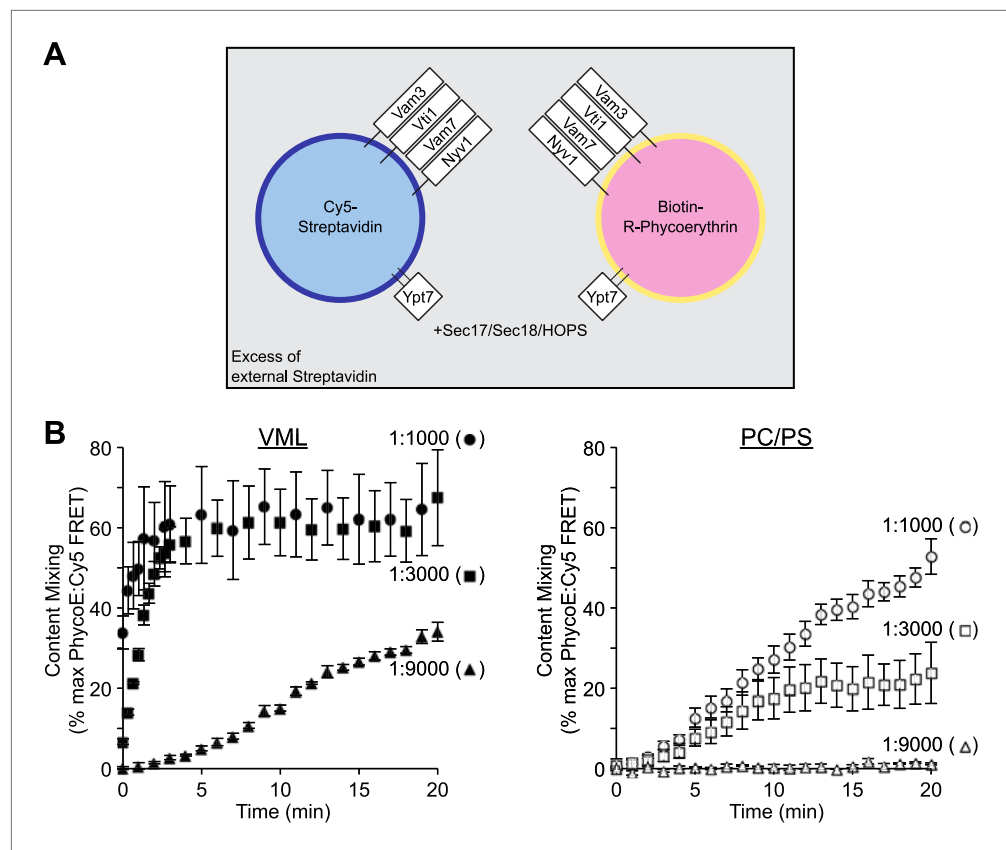 A
Vam3
Vti1
Vam7
Nyv1
Vam3
Vti1
Vam7
Nyv1
Cy5-
Streptavidin
Biotin-
R-Phycoerythrin
Ypt7
Ypt7
+Sec17/Sec18/HOPS
Excess of
external Streptavidin
B
VML
80
60
40
20
0
Content Mixing
(% max PhycoE:Cy5 FRET)
1:1000 (●)
1:3000 (■)
1:9000 (▲)
0 5 10 15 20
Time (min)
PC/PS
80
60
40
20
0
Content Mixing
(% max PhycoE:Cy5 FRET)
1:1000 (○)
1:3000 (□)
1:9000 (△)
0 5 10 15 20
Time (min)